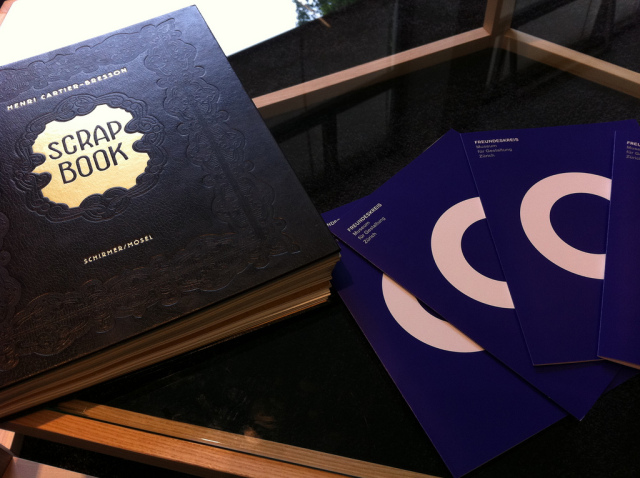 HENRI CARTIER-BRESSON
SCRAP
BOOK
SCHIRMER/MOSEL
FREUNDESKREIS
Museum
für Gestaltung
Zürich
FREUNDESKREIS
Museum
für Gestaltung
Zürich